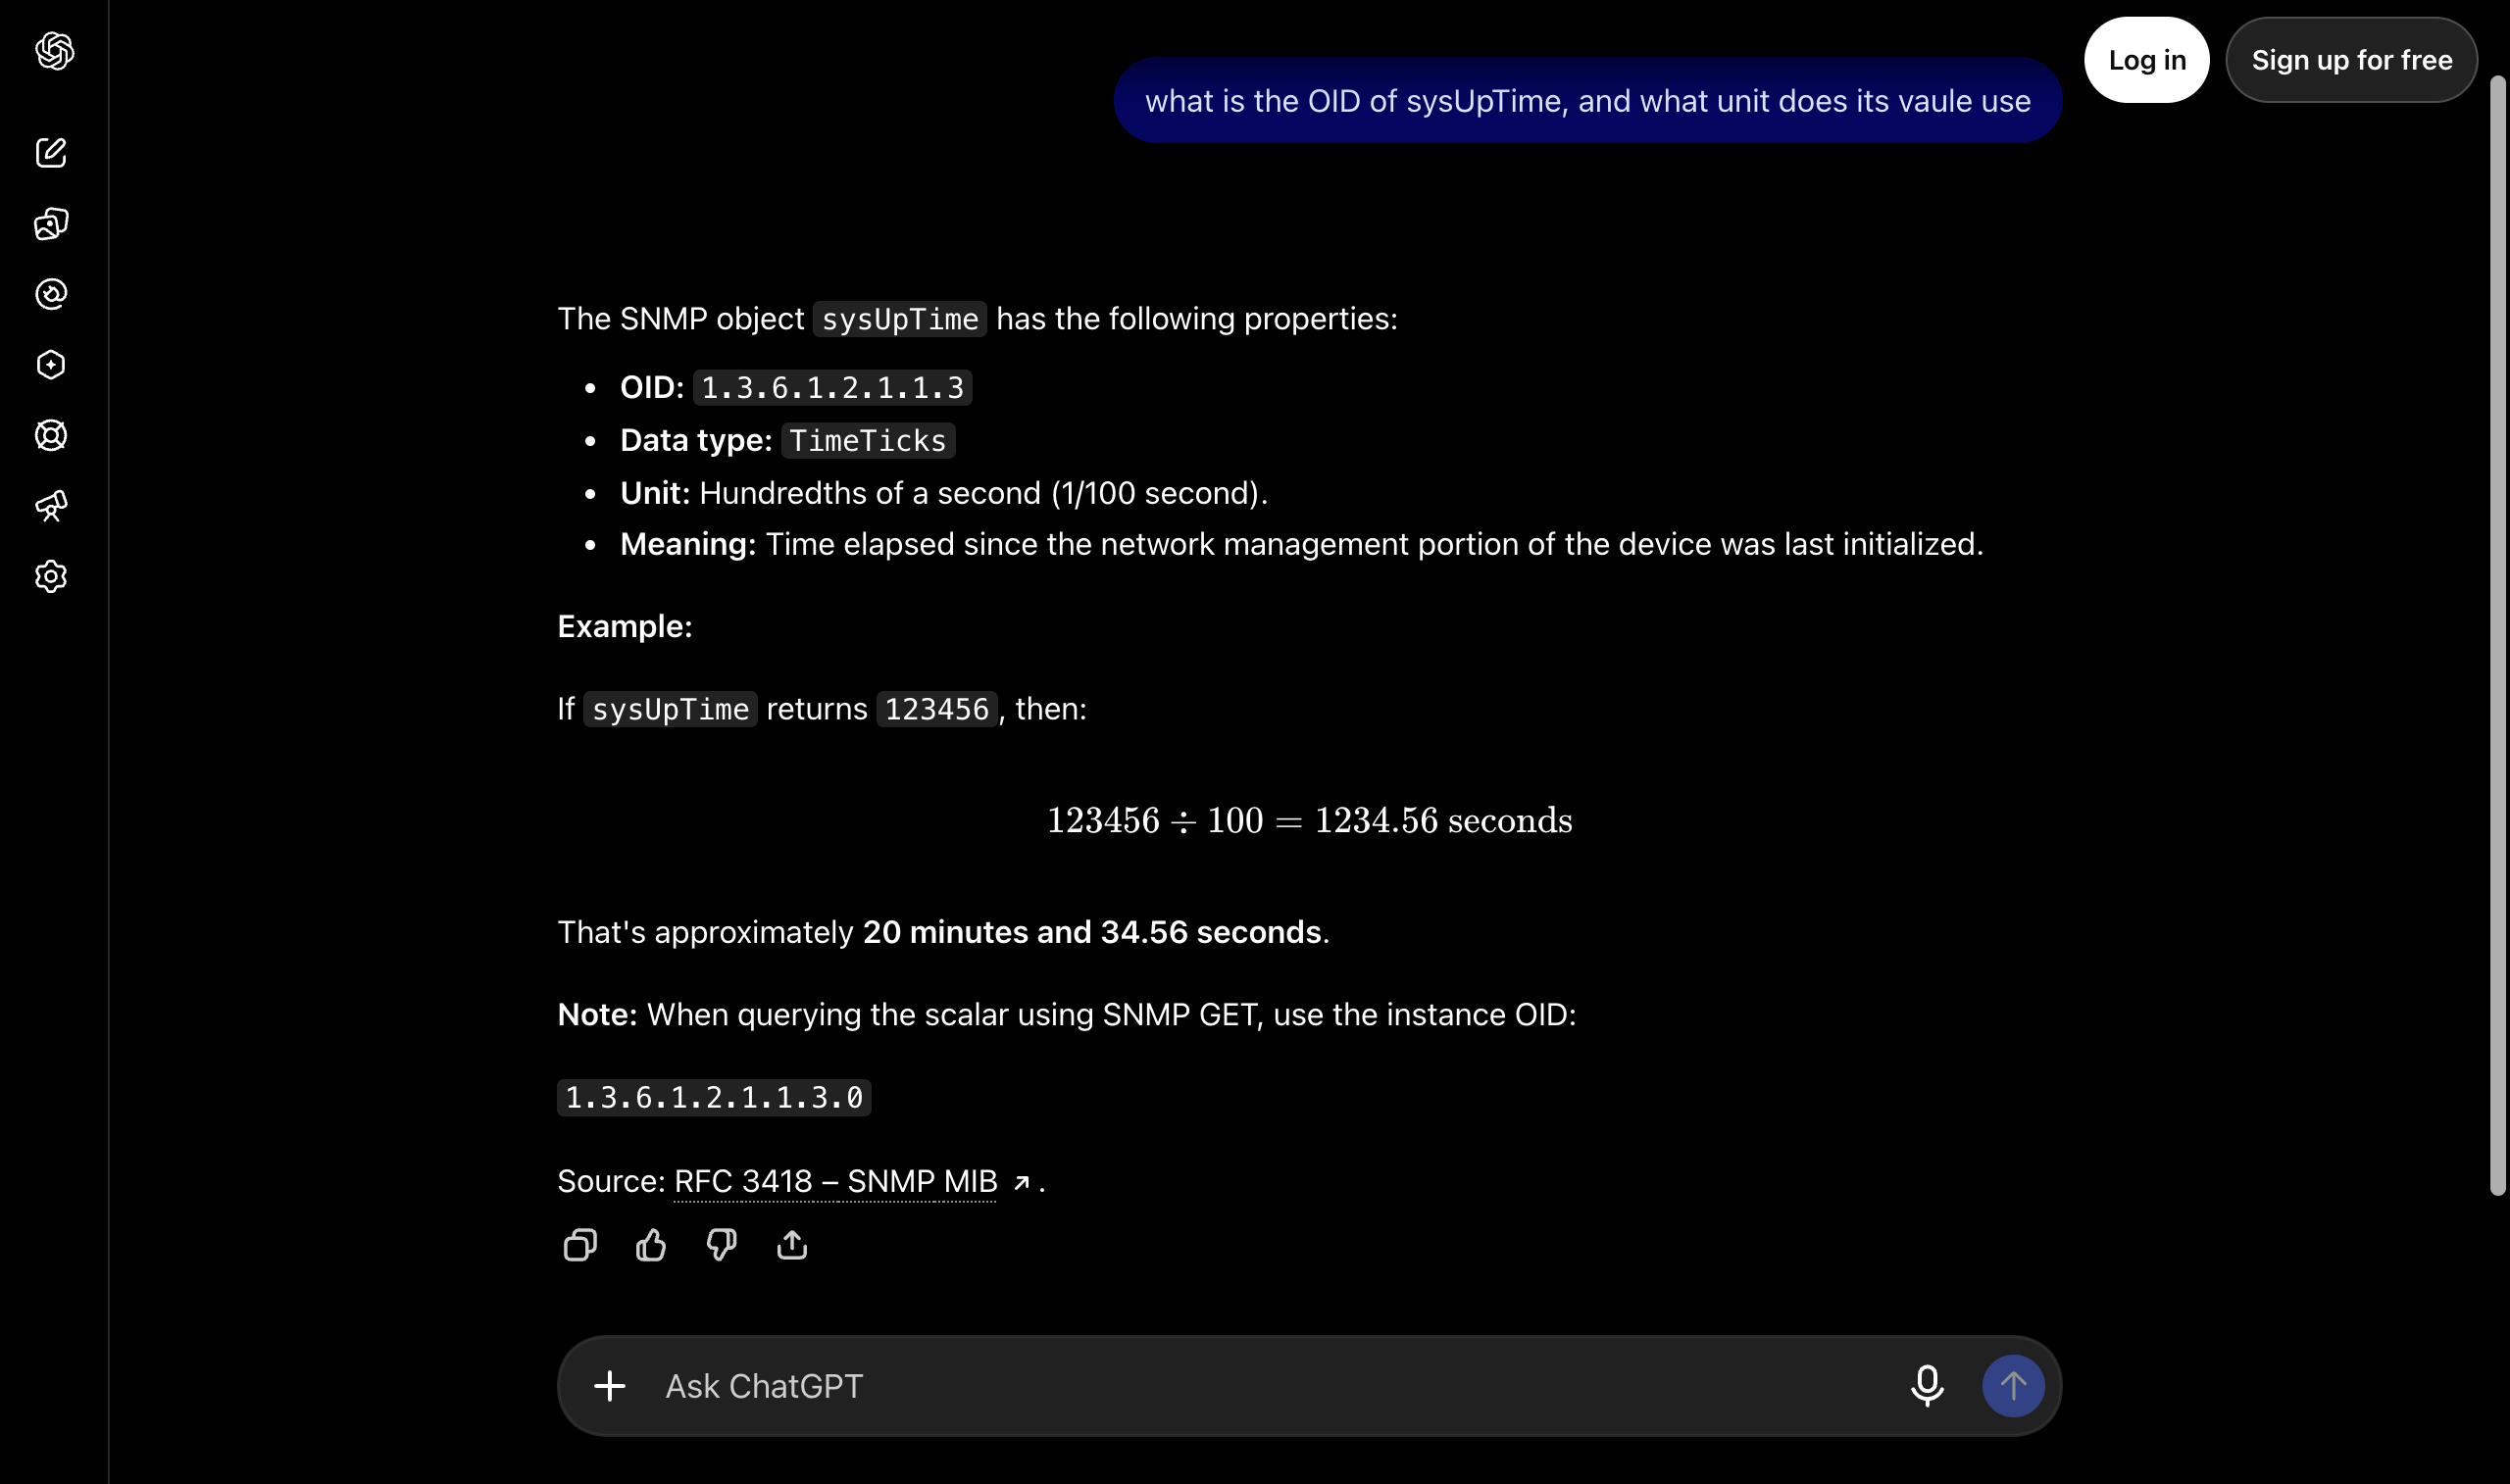 Log in
Sign up for free
what is the OID of sysUpTime, and what unit does its vaule use
The SNMP object sysUpTime has the following properties:
• OID: 1.3.6.1.2.1.1.3
• Data type: TimeTicks
• Unit: Hundredths of a second (1/100 second).
• Meaning: Time elapsed since the network management portion of the device was last initialized.
Example:
If sysUpTime returns 123456, then:
123456 ÷ 100 = 1234.56 seconds
That's approximately 20 minutes and 34.56 seconds.
Note: When querying the scalar using SNMP GET, use the instance OID:
1.3.6.1.2.1.1.3.0
Source: RFC 3418 – SNMP MIB ↗.
Ask ChatGPT